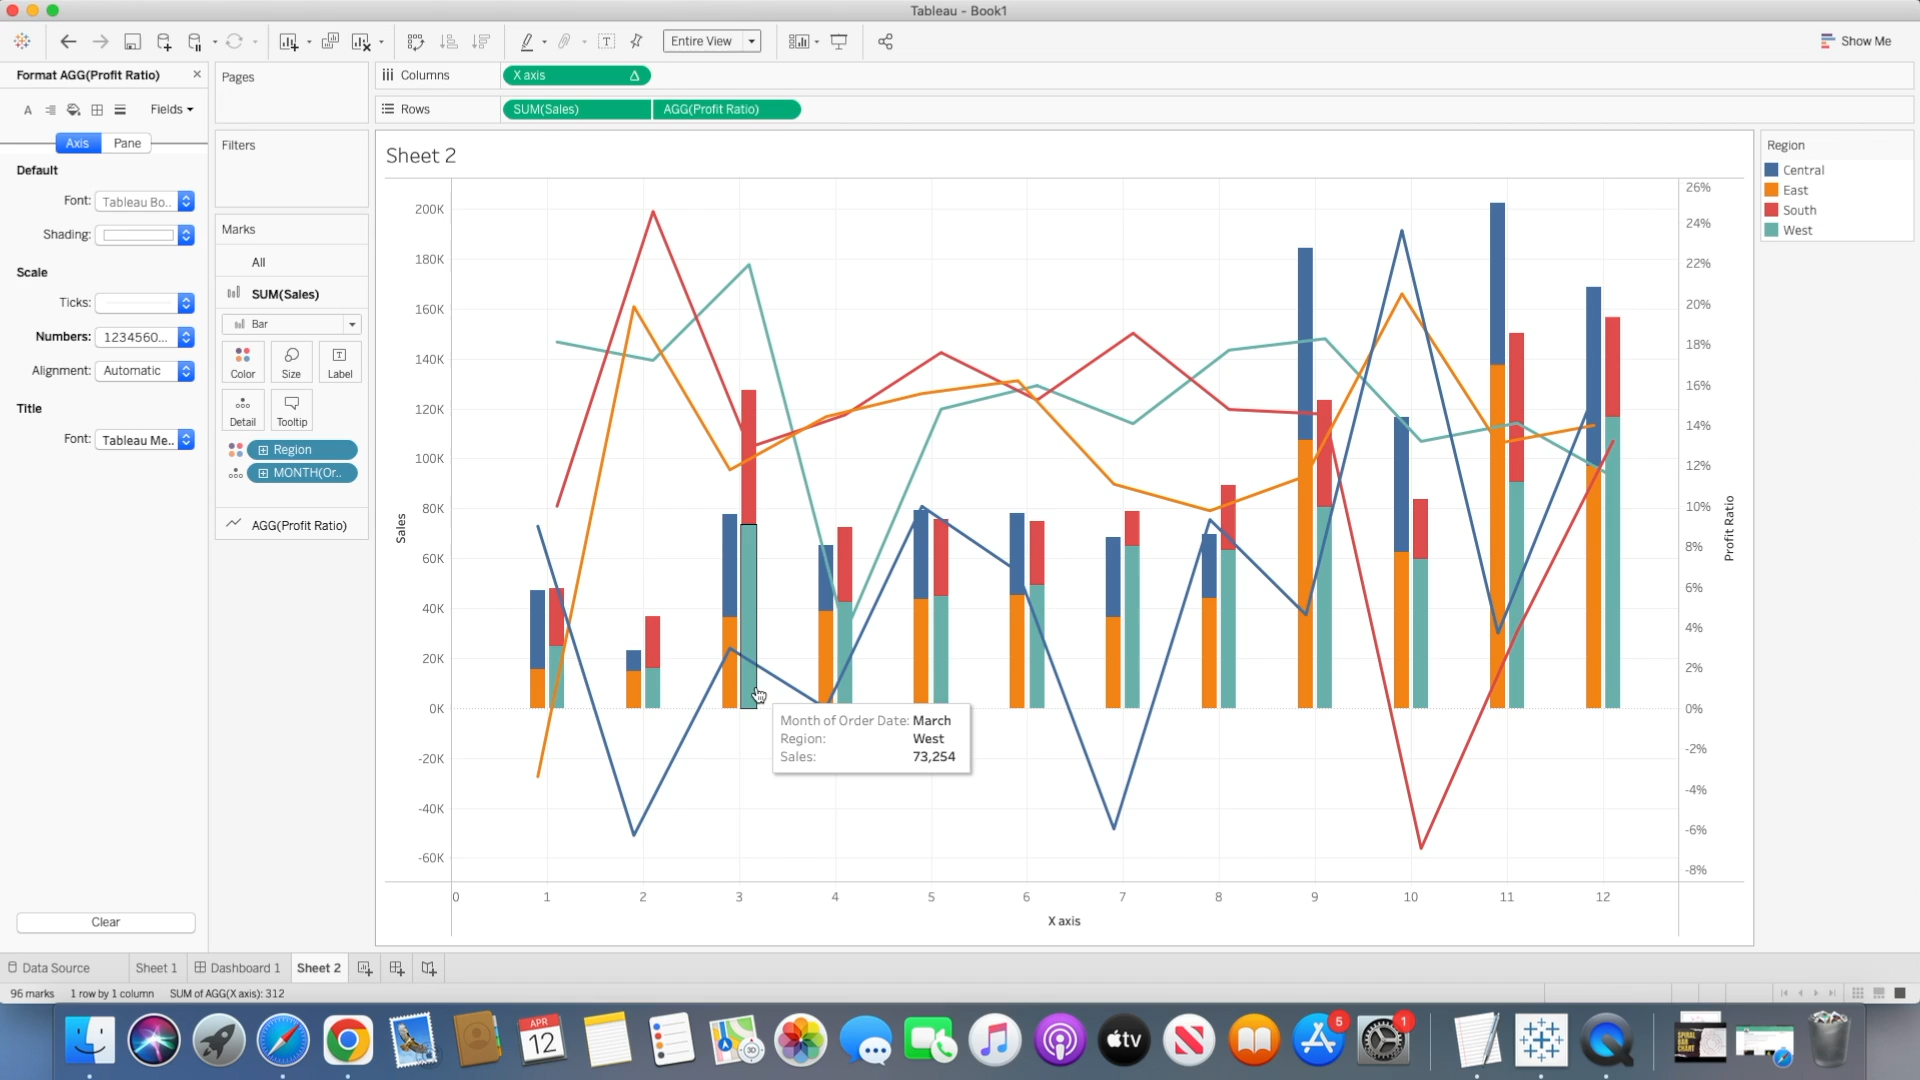 Tableau - Book1
Entire View
Show Me
Format AGG(Profit Ratio)
Fields
Axis
Pane
Default
Font: Tableau Bo..
Shading:
Scale
Ticks:
Numbers: 1234560...
Alignment: Automatic
Title
Font: Tableau Me..
Clear
Pages
Filters
Marks
All
SUM(Sales)
Bar
Color
Size
Label
Detail
Tooltip
Region
MONTH(Or..
AGG(Profit Ratio)
Columns
X axis
Rows
SUM(Sales)
AGG(Profit Ratio)
Sheet 2
200K
180K
160K
140K
120K
100K
80K
60K
40K
20K
0K
-20K
-40K
-60K
Sales
Month of Order Date: March
Region: West
Sales: 73,254
0
1
2
3
4
5
6
7
8
9
10
11
12
X axis
26%
24%
22%
20%
18%
16%
14%
12%
10%
8%
6%
4%
2%
0%
-2%
-4%
-6%
-8%
Profit Ratio
Region
Central
East
South
West
Data Source
Sheet 1
Dashboard 1
Sheet 2
96 marks
1 row by 1 column
SUM of AGG(X axis): 312
APR
12
3D
tv
5
1